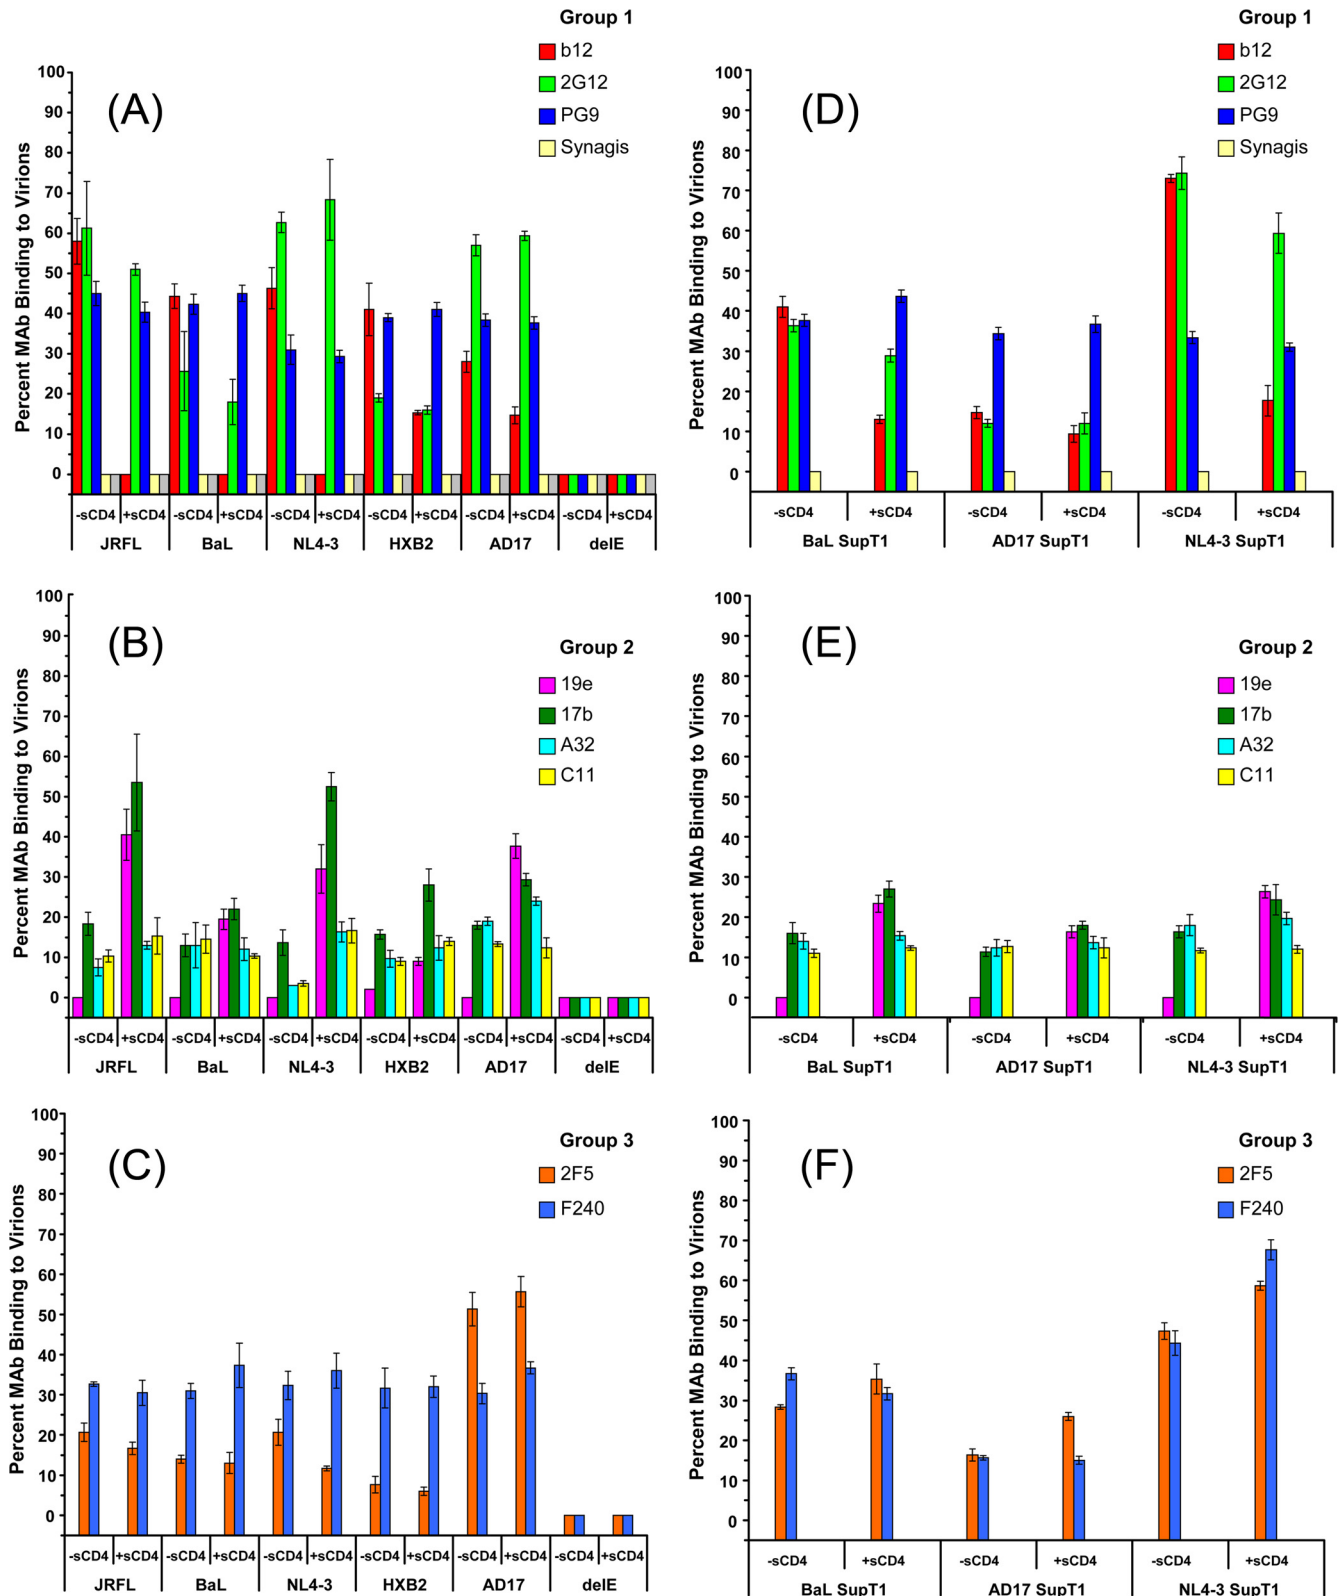 (A)
Group 1
b12
2G12
PG9
Synagis
Percent MAb Binding to Virions
100
90
80
70
60
50
40
30
20
10
0
-sCD4 +sCD4 -sCD4 +sCD4 -sCD4 +sCD4 -sCD4 +sCD4 -sCD4 +sCD4 -sCD4 +sCD4
JRFL BaL NL4-3 HXB2 AD17 delE
(D)
Group 1
b12
2G12
PG9
Synagis
Percent MAb Binding to Virions
100
90
80
70
60
50
40
30
20
10
0
-sCD4 +sCD4 -sCD4 +sCD4 -sCD4 +sCD4
BaL SupT1 AD17 SupT1 NL4-3 SupT1
(B)
Group 2
19e
17b
A32
C11
Percent MAb Binding to Virions
100
90
80
70
60
50
40
30
20
10
0
-sCD4 +sCD4 -sCD4 +sCD4 -sCD4 +sCD4 -sCD4 +sCD4 -sCD4 +sCD4 -sCD4 +sCD4
JRFL BaL NL4-3 HXB2 AD17 delE
(E)
Group 2
19e
17b
A32
C11
Percent MAb Binding to Virions
100
90
80
70
60
50
40
30
20
10
0
-sCD4 +sCD4 -sCD4 +sCD4 -sCD4 +sCD4
BaL SupT1 AD17 SupT1 NL4-3 SupT1
(C)
Group 3
2F5
F240
Percent MAb Binding to Virions
100
90
80
70
60
50
40
30
20
10
0
-sCD4 +sCD4 -sCD4 +sCD4 -sCD4 +sCD4 -sCD4 +sCD4 -sCD4 +sCD4 -sCD4 +sCD4
JRFL BaL NL4-3 HXB2 AD17 delE
(F)
Group 3
2F5
F240
Percent MAb Binding to Virions
100
90
80
70
60
50
40
30
20
10
0
-sCD4 +sCD4 -sCD4 +sCD4 -sCD4 +sCD4
BaL SupT1 AD17 SupT1 NL4-3 SupT1